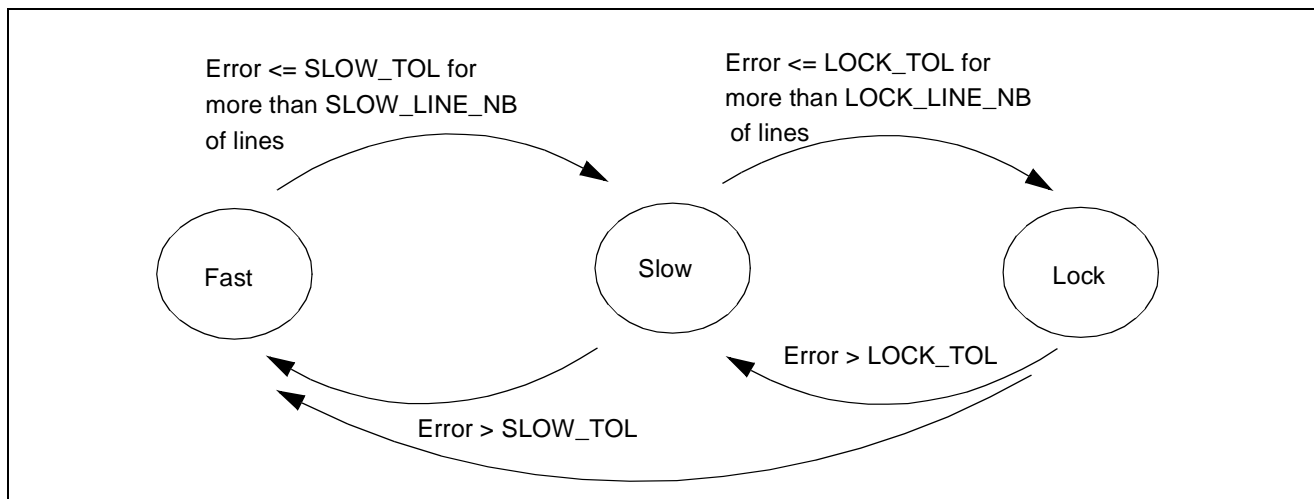 Error <= SLOW_TOL for
more than SLOW_LINE_NB
of lines
Error <= LOCK_TOL for
more than LOCK_LINE_NB
of lines
Fast
Slow
Lock
Error > LOCK_TOL
Error > SLOW_TOL